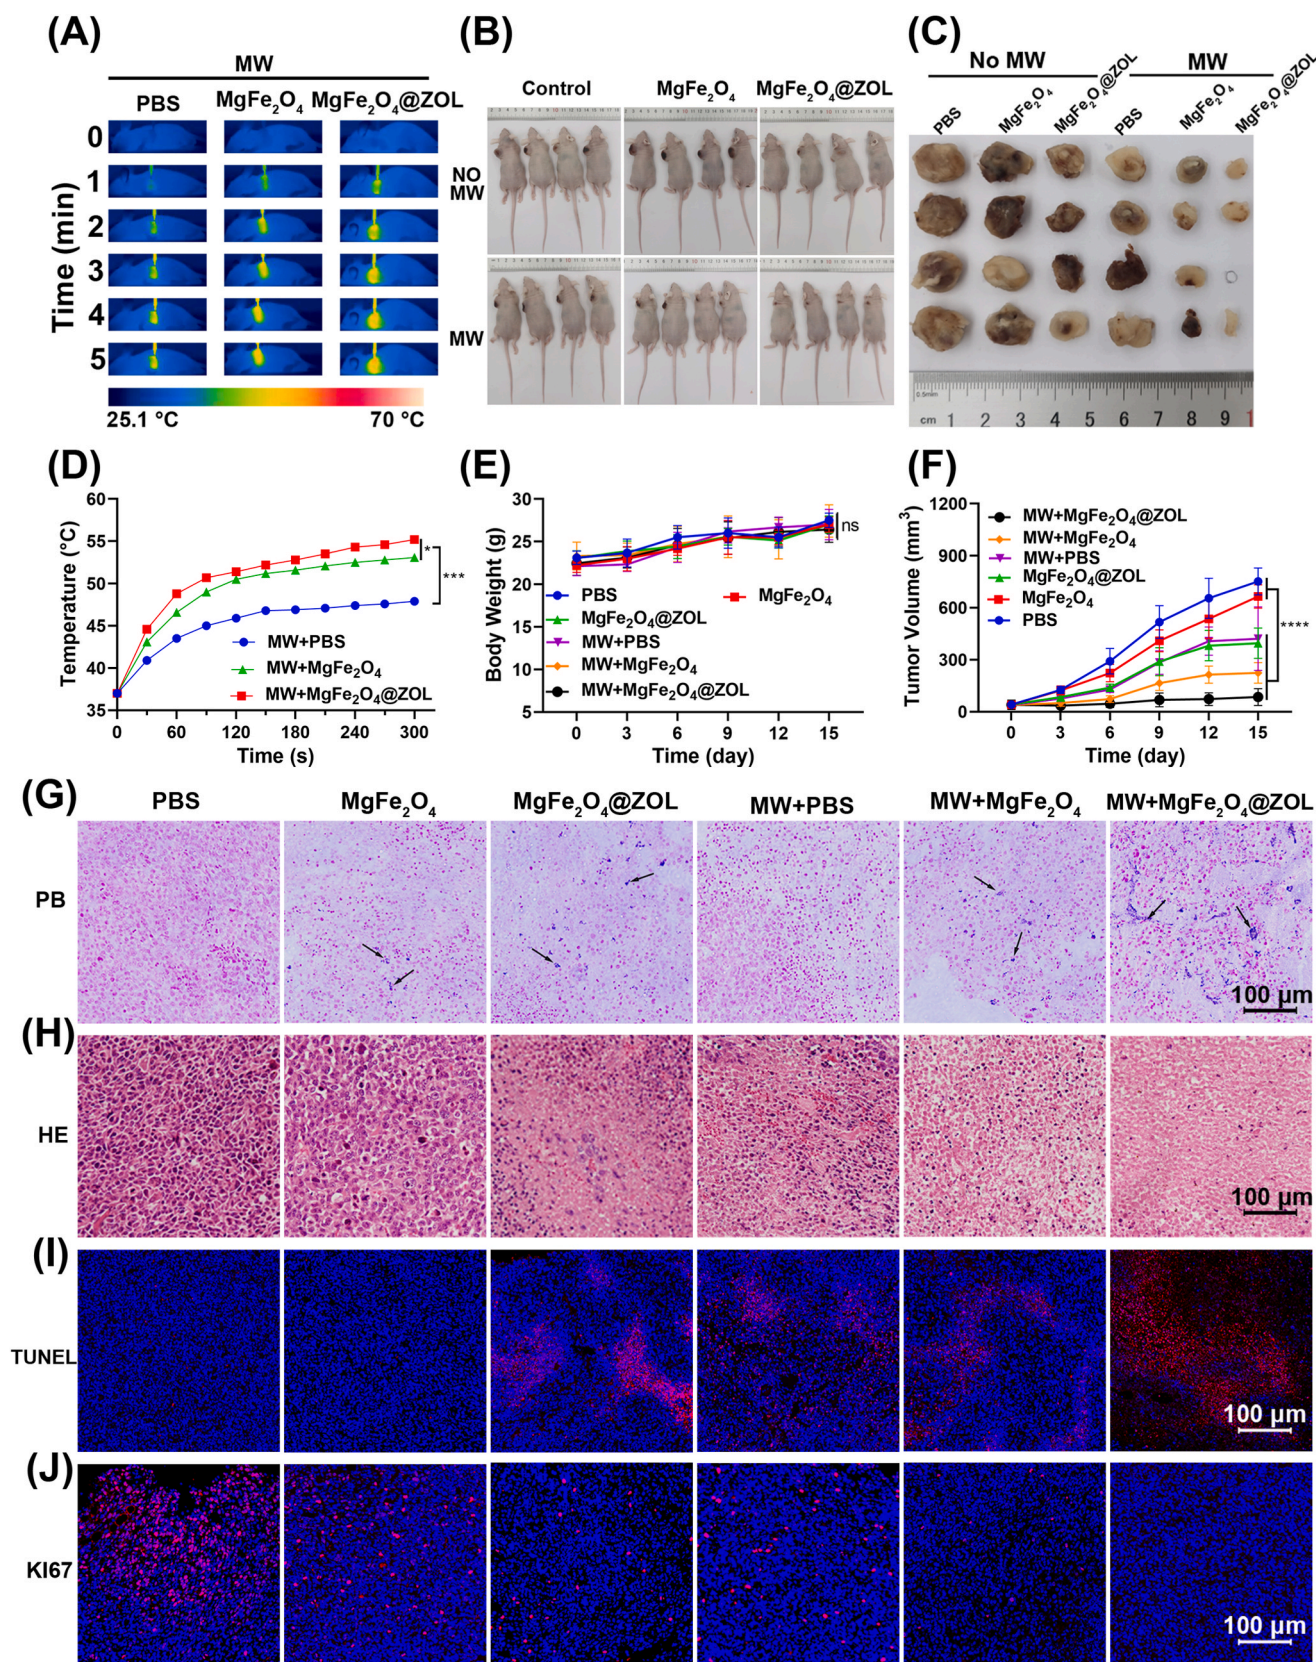 (A)
MW
PBS MgFe₂O₄ MgFe₂O₄@ZOL
Time (min)
0
1
2
3
4
5
25.1 °C 70 °C
(B)
Control MgFe₂O₄ MgFe₂O₄@ZOL
NO
MW
MW
(C)
No MW MW
PBS MgFe₂O₄ MgFe₂O₄@ZOL PBS MgFe₂O₄ MgFe₂O₄@ZOL
0.5mm
cm 1 2 3 4 5 6 7 8 9 1
(D)
Temperature (°C)
60
55
50
45
40
35
*
***
MW+PBS
MW+MgFe₂O₄
MW+MgFe₂O₄@ZOL
0 60 120 180 240 300
Time (s)
(E)
Body Weight (g)
30
25
20
15
10
5
0
ns
PBS MgFe₂O₄
MgFe₂O₄@ZOL
MW+PBS
MW+MgFe₂O₄
MW+MgFe₂O₄@ZOL
0 3 6 9 12 15
Time (day)
(F)
Tumor Volume (mm³)
1200
900
600
300
0
MW+MgFe₂O₄@ZOL
MW+MgFe₂O₄
MW+PBS
MgFe₂O₄@ZOL
MgFe₂O₄
PBS
****
0 3 6 9 12 15
Time (day)
(G)
PBS MgFe₂O₄ MgFe₂O₄@ZOL MW+PBS MW+MgFe₂O₄ MW+MgFe₂O₄@ZOL
PB
100 μm
(H)
HE
100 μm
(I)
TUNEL
100 μm
(J)
KI67
100 μm